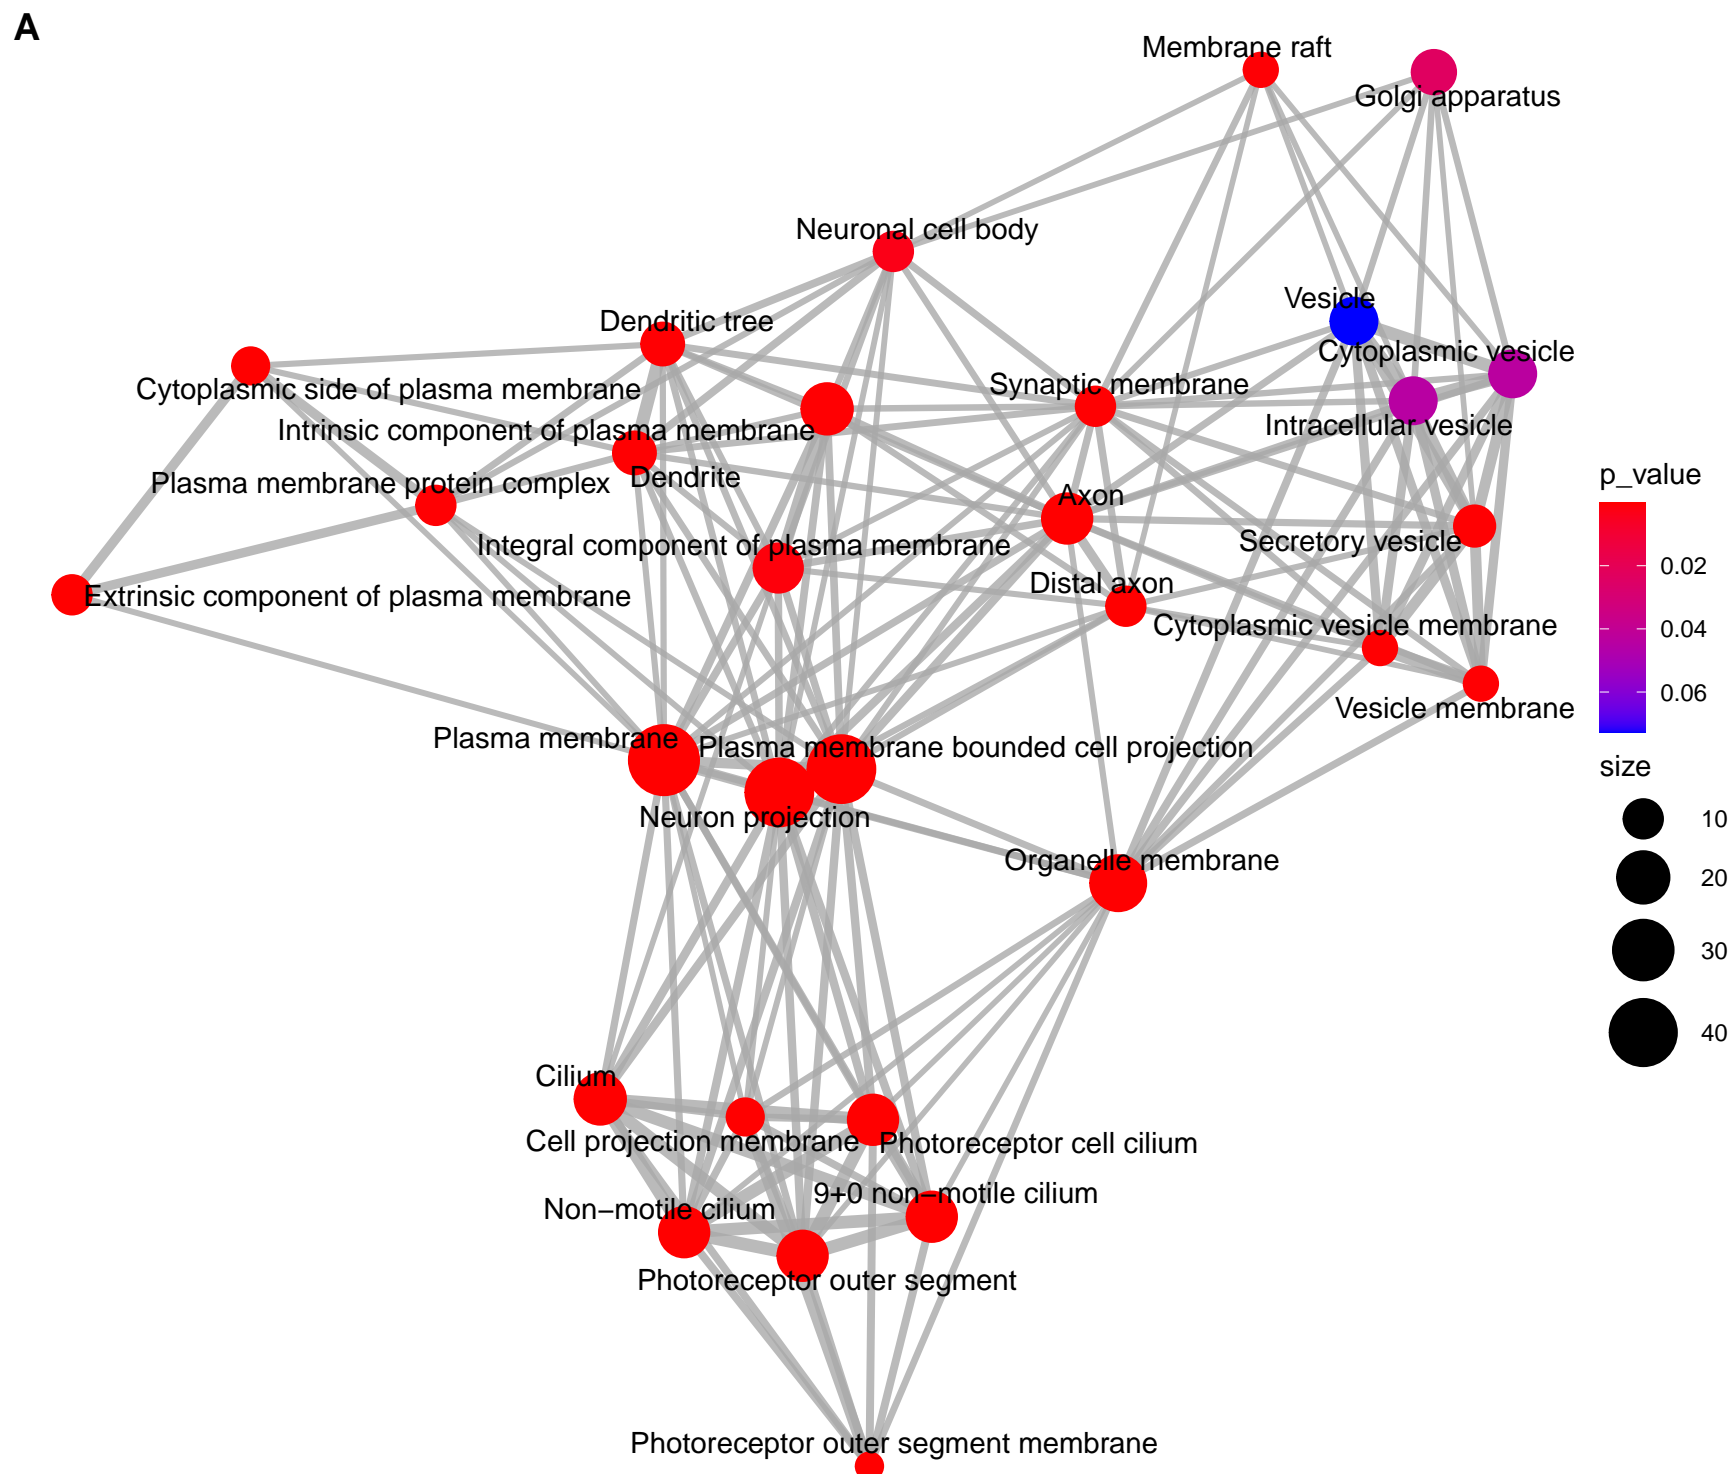 A
Membrane raft
Golgi apparatus
Neuronal cell body
Vesicle
Dendritic tree
Cytoplasmic vesicle
Cytoplasmic side of plasma membrane
Synaptic membrane
Intrinsic component of plasma membrane
Intracellular vesicle
Plasma membrane protein complex
Dendrite
Axon
Integral component of plasma membrane
Secretory vesicle
Distal axon
Extrinsic component of plasma membrane
Cytoplasmic vesicle membrane
Vesicle membrane
Plasma membrane
Plasma membrane bounded cell projection
Neuron projection
Organelle membrane
Cilium
Cell projection membrane
Photoreceptor cell cilium
9+0 non−motile cilium
Non−motile cilium
Photoreceptor outer segment
Photoreceptor outer segment membrane
p_value
0.02
0.04
0.06
size
10
20
30
40